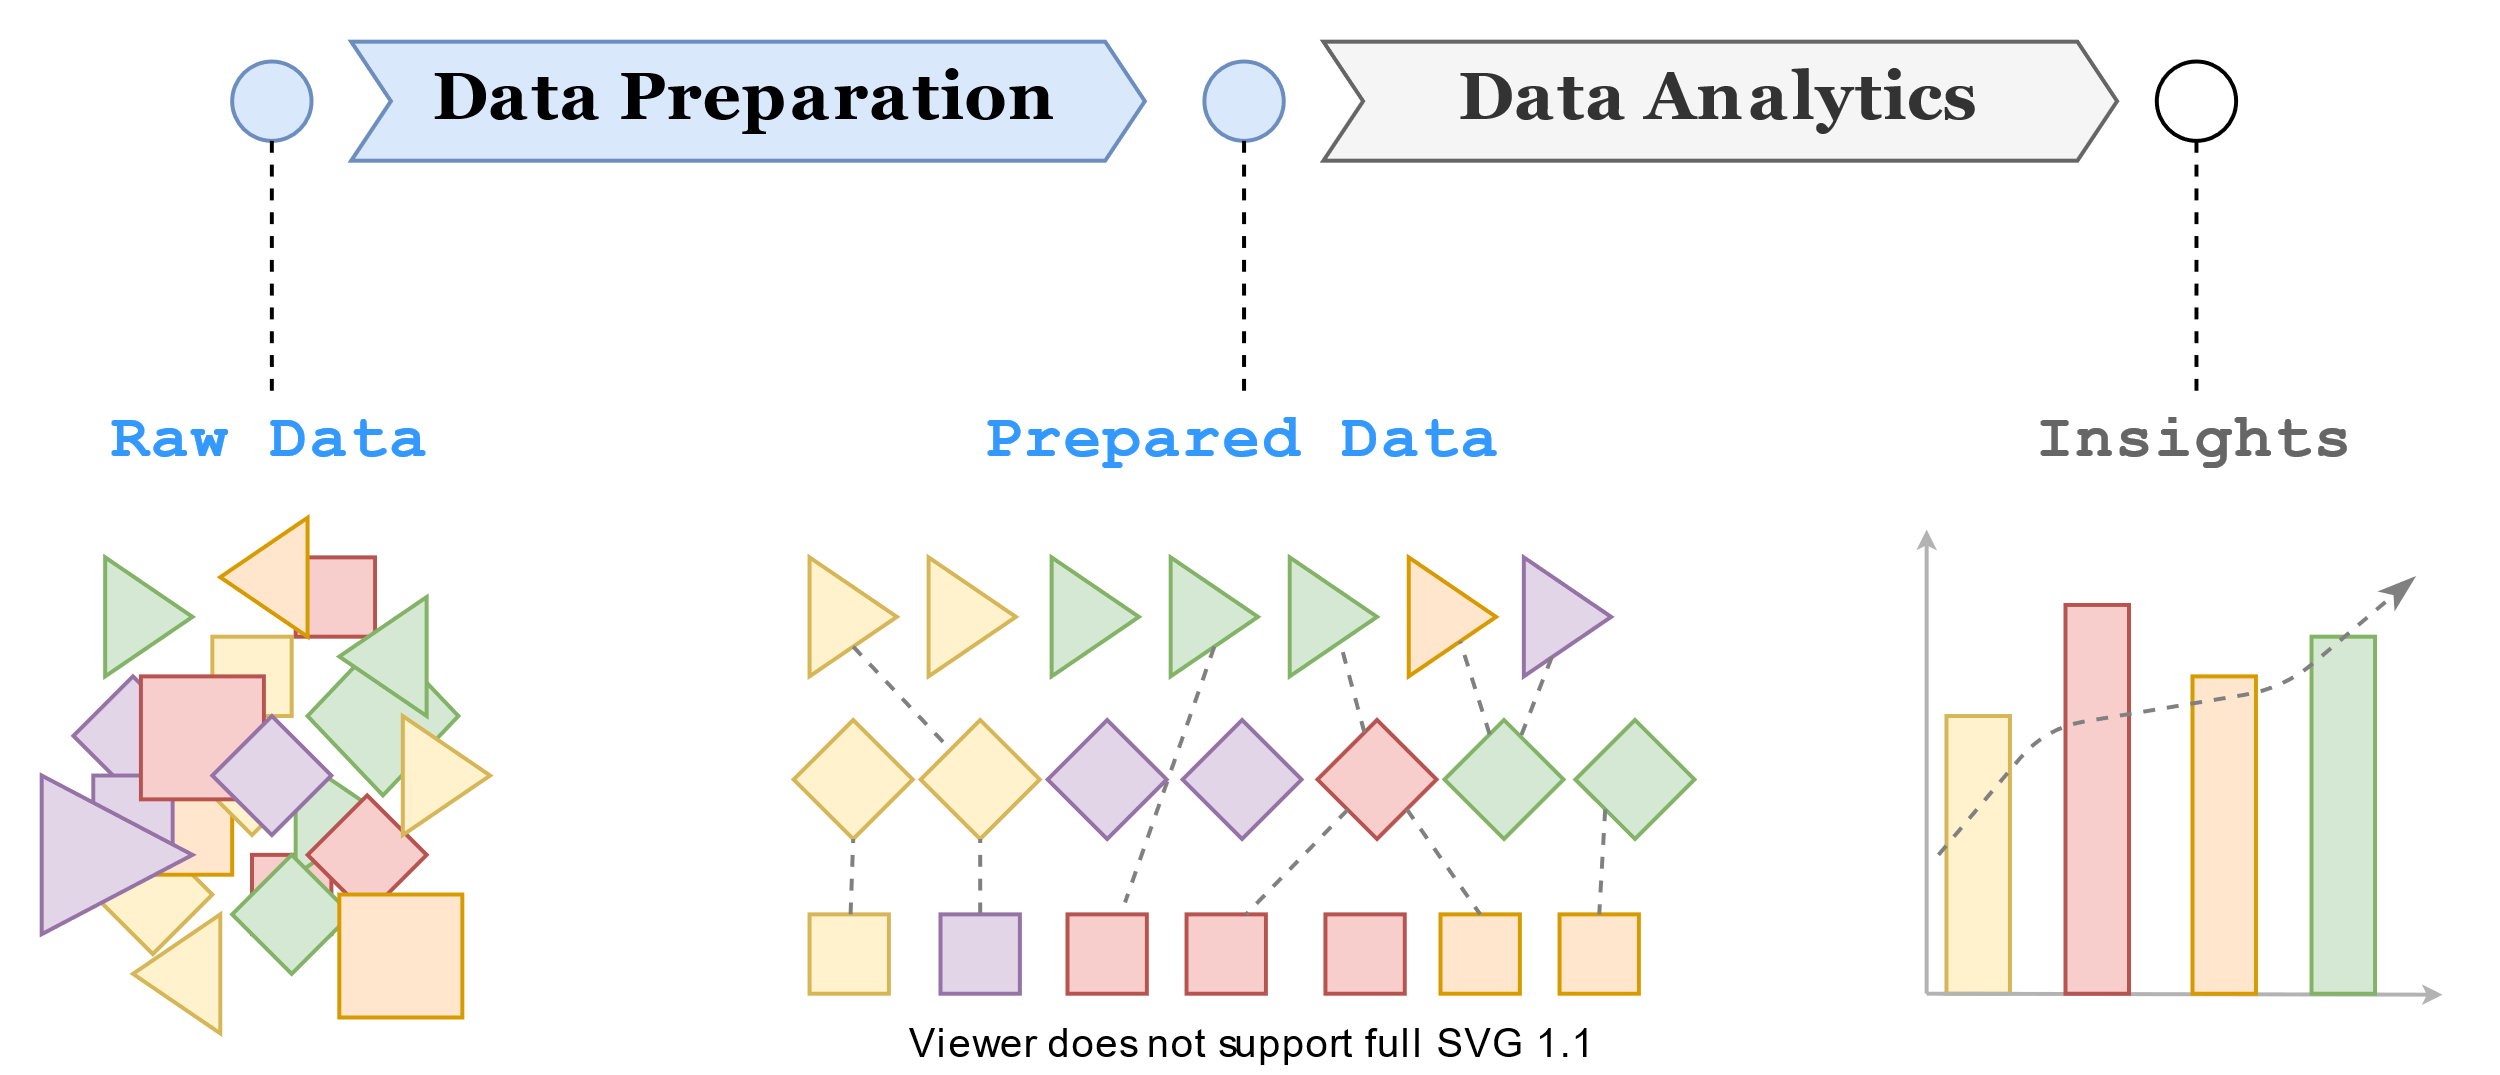 Data Preparation
Data Analytics
Raw Data
Prepared Data
Insights
Viewer does not support full SVG 1.1